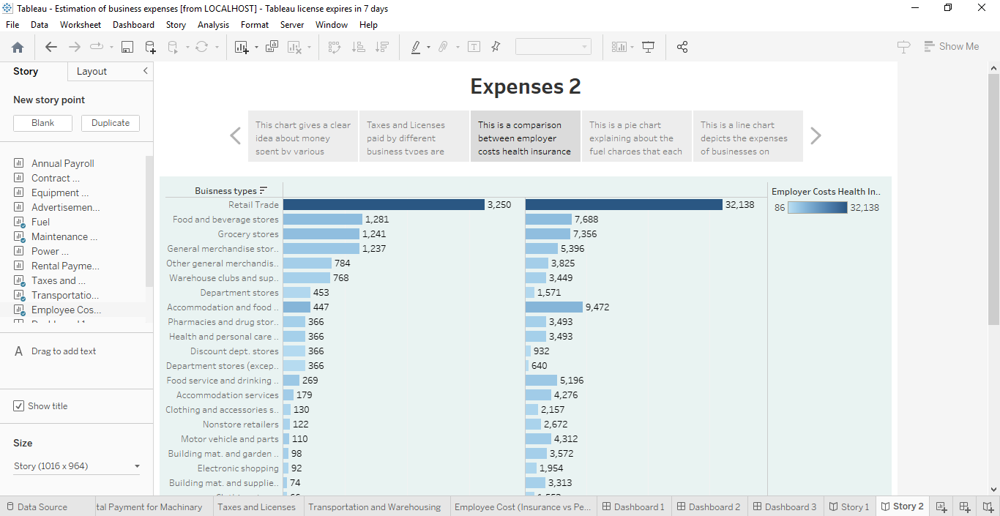 Tableau - Estimation of business expenses [from LOCALHOST] - Tableau license expires in 7 days
File Data Worksheet Dashboard Story Analysis Format Server Window Help
Show Me
Story Layout
New story point
Blank Duplicate
Annual Payroll
Contract ...
Equipment ...
Advertisemen...
Fuel
Maintenance ...
Power ...
Rental Payme...
Taxes and ...
Transportatio...
Employee Cos...
A Drag to add text
Show title
Size
Story (1016 x 964)
Expenses 2
This chart gives a clear
idea about money
spent by various
Taxes and Licenses
paid by different
business types are
This is a comparison
between employer
costs health insurance
This is a pie chart
explaining about the
fuel charges that each
This is a line chart
depicts the expenses
of businesses on
Buisness types
Retail Trade 3,250 32,138
Food and beverage stores 1,281 7,688
Grocery stores 1,241 7,356
General merchandise stor.. 1,237 5,396
Other general merchandis.. 784 3,825
Warehouse clubs and sup.. 768 3,449
Department stores 453 1,571
Accommodation and food .. 447 9,472
Pharmacies and drug stor.. 366 3,493
Health and personal care .. 366 3,493
Discount dept. stores 366 932
Department stores (excep.. 366 640
Food service and drinking .. 269 5,196
Accommodation services 179 4,276
Clothing and accessories s.. 130 2,157
Nonstore retailers 122 2,672
Motor vehicle and parts 110 4,312
Building mat. and garden .. 98 3,572
Electronic shopping 92 1,954
Building mat. and supplie.. 74 3,313
Employer Costs Health In..
86 32,138
Data Source tal Payment for Machinary Taxes and Licenses Transportation and Warehousing Employee Cost (Insurance vs Pe... Dashboard 1 Dashboard 2 Dashboard 3 Story 1 Story 2